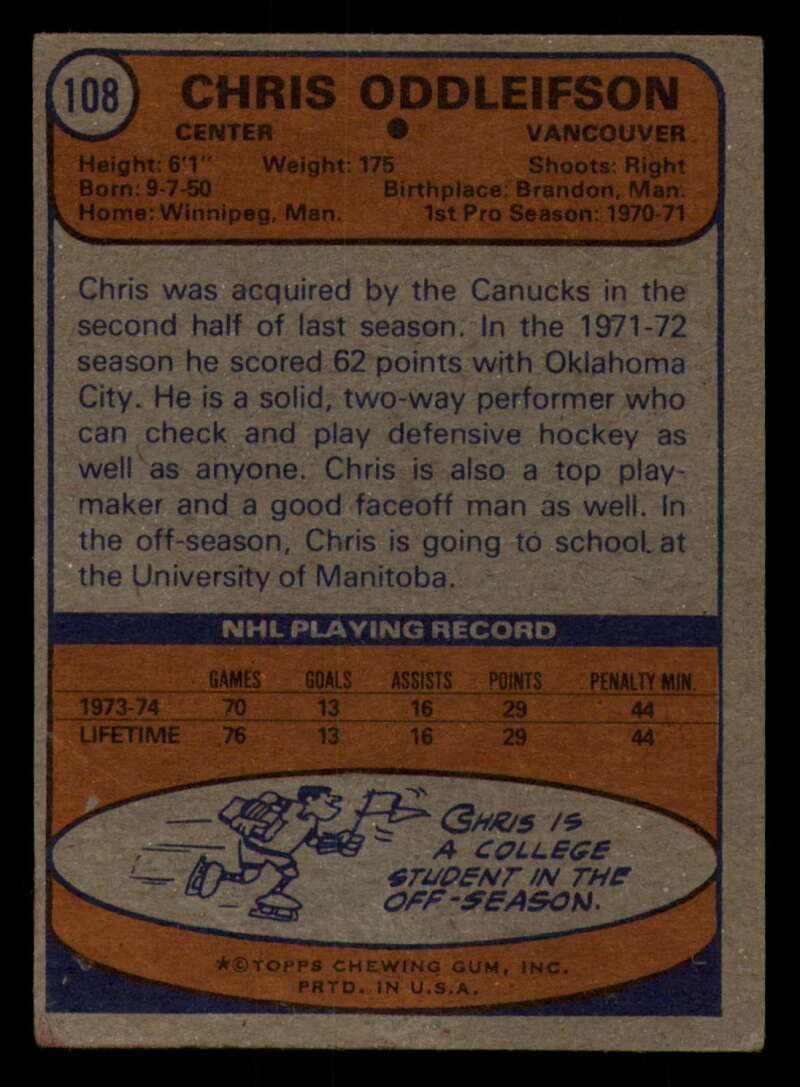 108
CHRIS ODDLEIFSON
CENTER ● VANCOUVER
Height: 6'1" Weight: 175 Shoots: Right
Born: 9-7-50 Birthplace: Brandon, Man.
Home: Winnipeg, Man. 1st Pro Season: 1970-71
Chris was acquired by the Canucks in the
second half of last season. In the 1971-72
season he scored 62 points with Oklahoma
City. He is a solid, two-way performer who
can check and play defensive hockey as
well as anyone. Chris is also a top play-
maker and a good faceoff man as well. In
the off-season, Chris is going to school at
the University of Manitoba.
NHL PLAYING RECORD
GAMES GOALS ASSISTS POINTS PENALTY MIN.
1973-74 70 13 16 29 44
LIFETIME 76 13 16 29 44
CHRIS IS
A COLLEGE
STUDENT IN THE
OFF-SEASON.
★©TOPPS CHEWING GUM, INC.
PRTD. IN U.S.A.